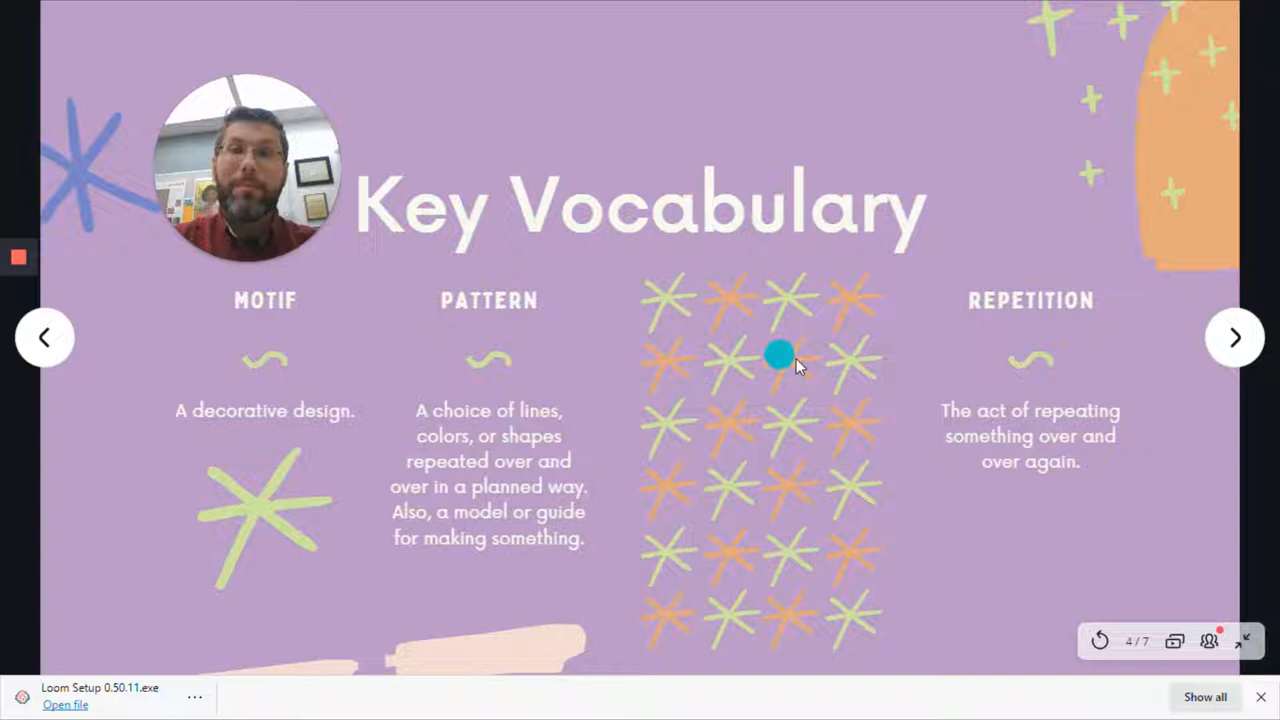 Key Vocabulary
MOTIF
A decorative design.
PATTERN
A choice of lines,
colors, or shapes
repeated over and
over in a planned way.
Also, a model or guide
for making something.
REPETITION
The act of repeating
something over and
over again.
4/7
Loom Setup 0.50.11.exe
Open file
Show all